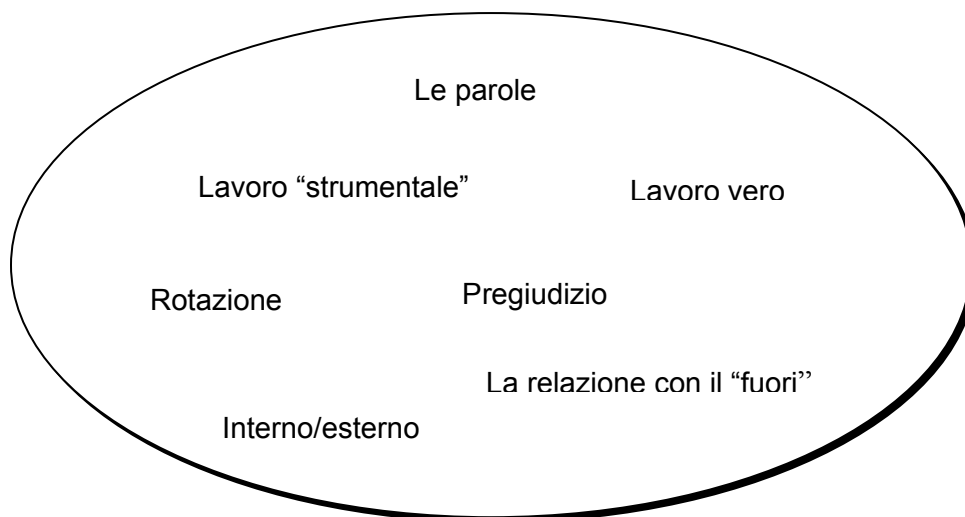 Le parole
Lavoro “strumentale”
Lavoro vero
Rotazione
Pregiudizio
La relazione con il “fuori”
Interno/esterno